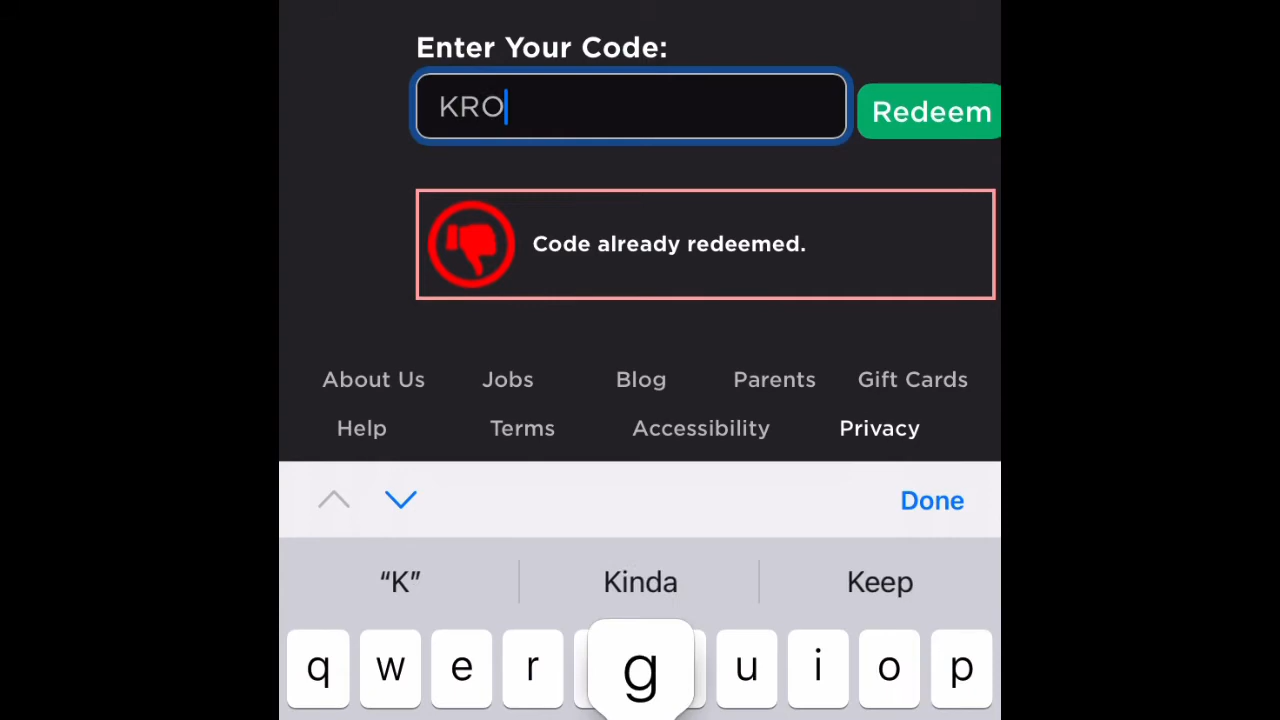 Enter Your Code:
KRO
Redeem
Code already redeemed.
About Us Jobs Blog Parents Gift Cards
Help Terms Accessibility Privacy
Done
“K” Kinda Keep
q w e r g u i o p